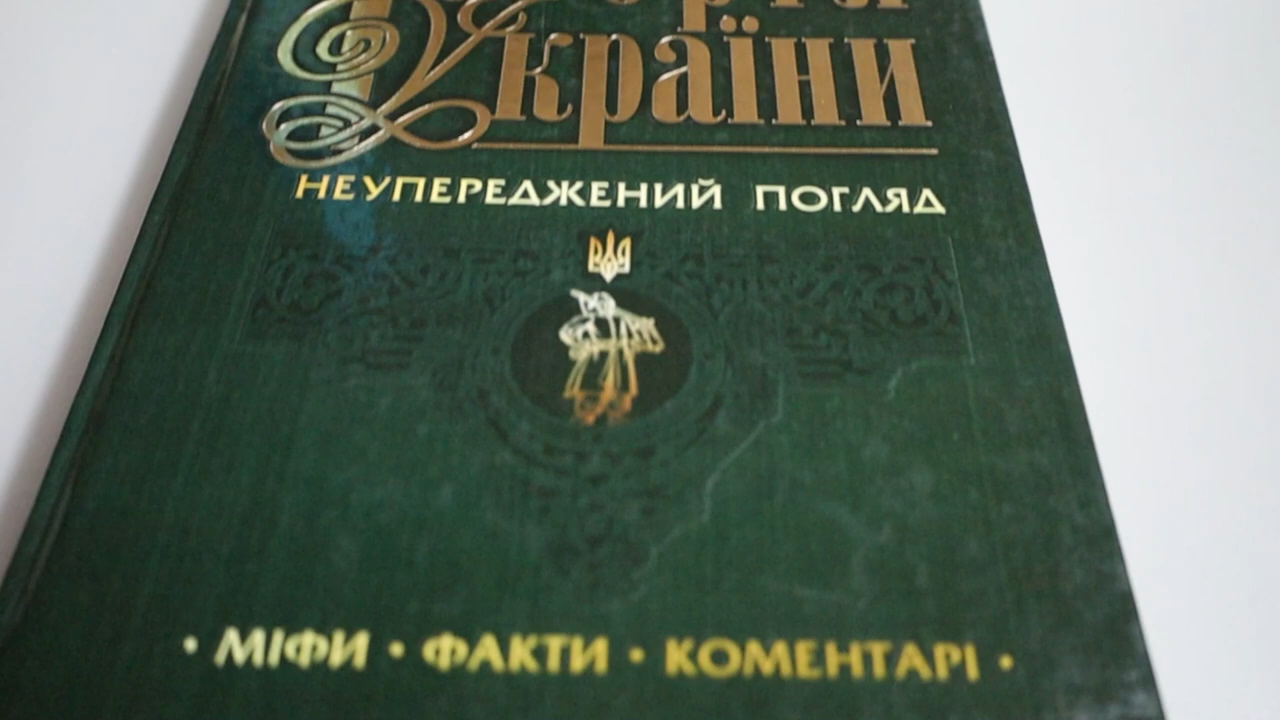 України
НЕУПЕРЕДЖЕНИЙ ПОГЛЯД
• МІФИ • ФАКТИ • КОМЕНТАРІ •